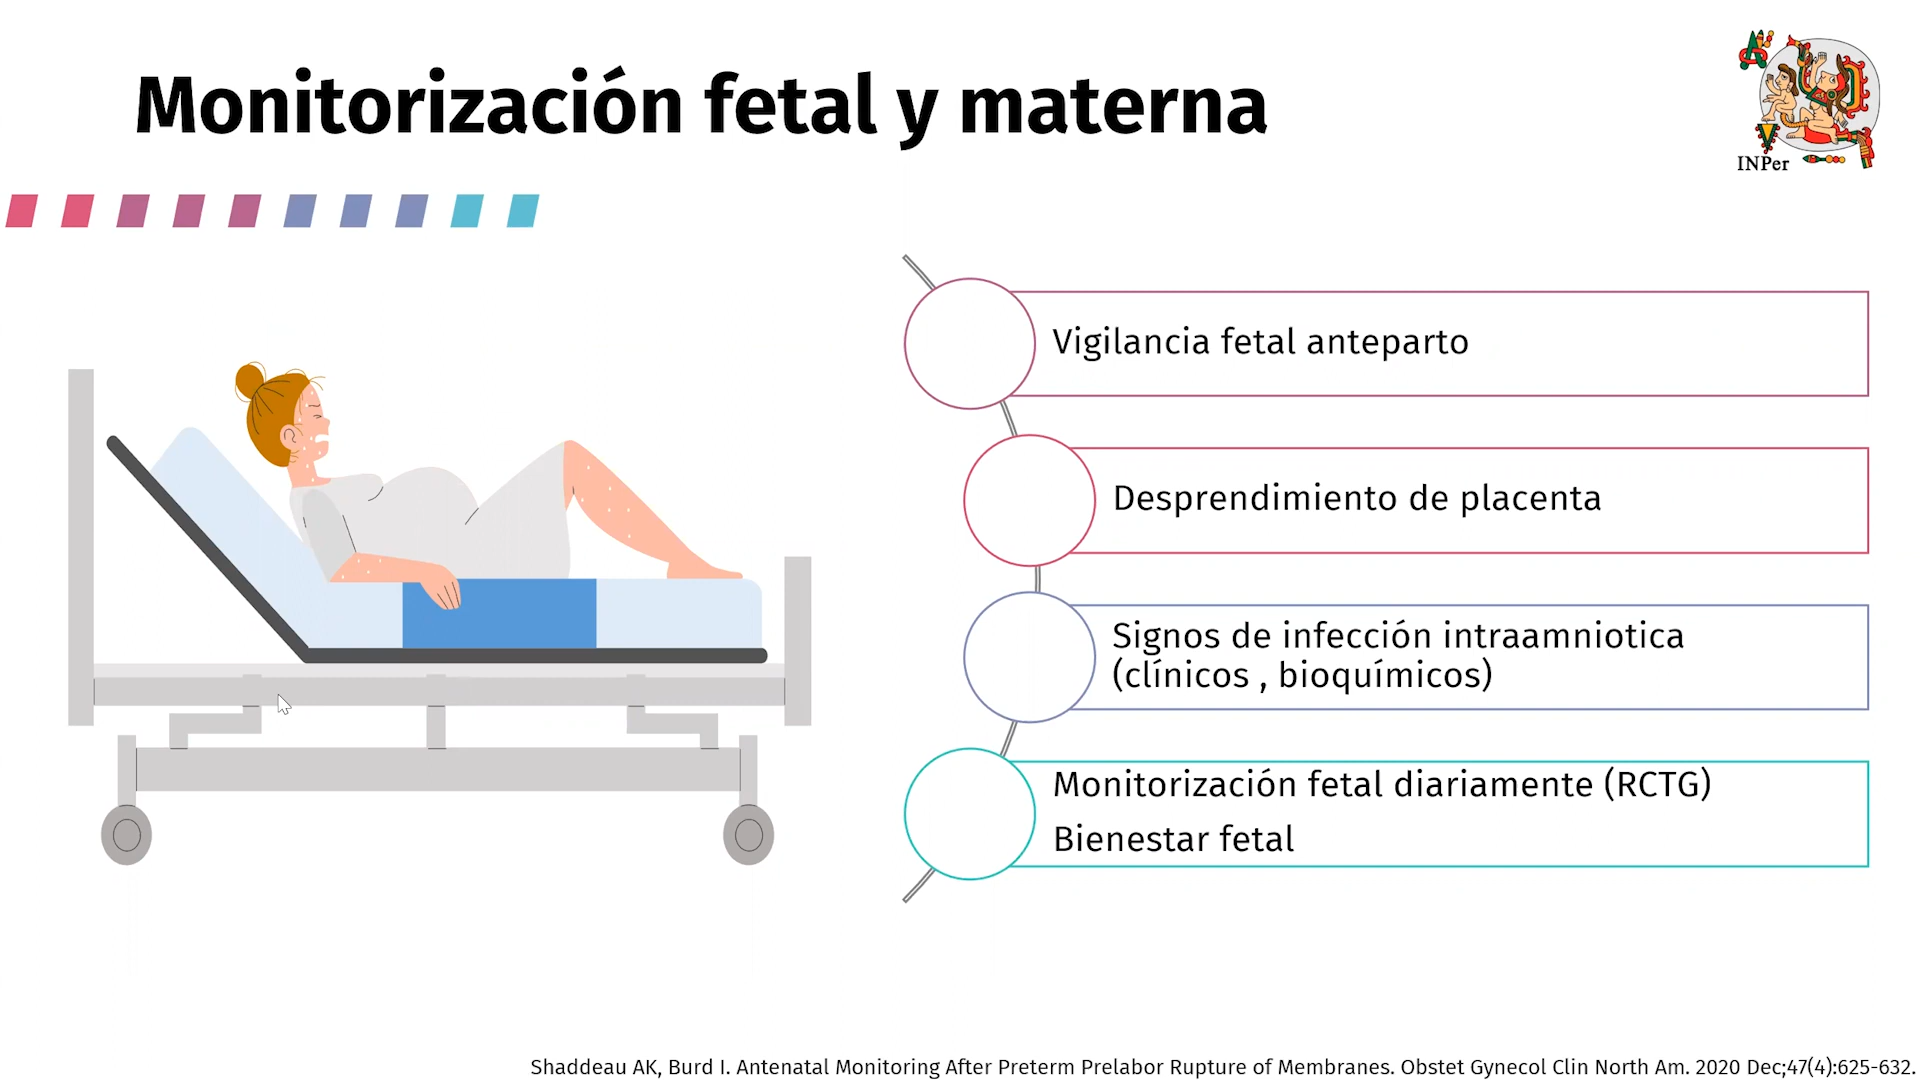 Monitorización fetal y materna
INPer
Vigilancia fetal anteparto
Desprendimiento de placenta
Signos de infección intraamniotica
(clínicos , bioquímicos)
Monitorización fetal diariamente (RCTG)
Bienestar fetal
Shaddeau AK, Burd I. Antenatal Monitoring After Preterm Prelabor Rupture of Membranes. Obstet Gynecol Clin North Am. 2020 Dec;47(4):625-632.